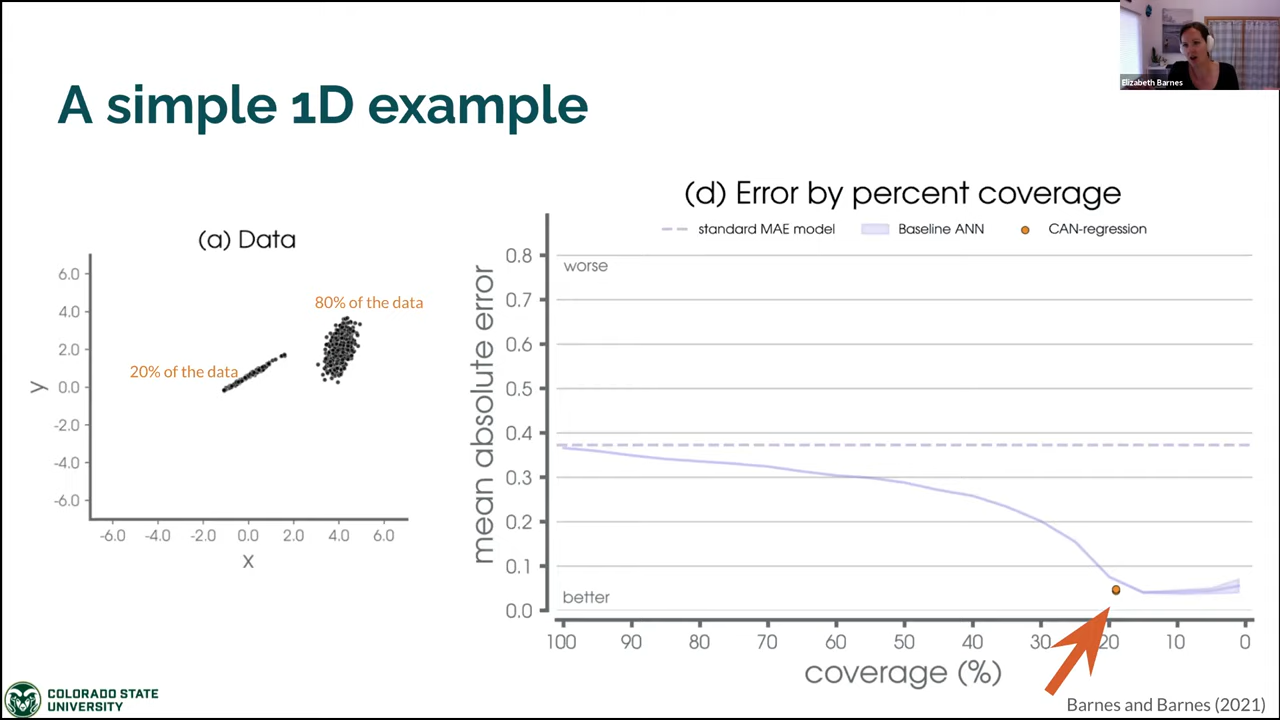 Elizabeth Barnes
A simple 1D example
(a) Data
6.0
4.0
2.0
0.0
-2.0
-4.0
-6.0
y
80% of the data
20% of the data
-6.0 -4.0 -2.0 0.0 2.0 4.0 6.0
x
(d) Error by percent coverage
standard MAE model Baseline ANN CAN-regression
0.8
0.7
0.6
0.5
0.4
0.3
0.2
0.1
0.0
mean absolute error
worse
better
100 90 80 70 60 50 40 30 20 10 0
coverage (%)
COLORADO STATE
UNIVERSITY
Barnes and Barnes (2021)